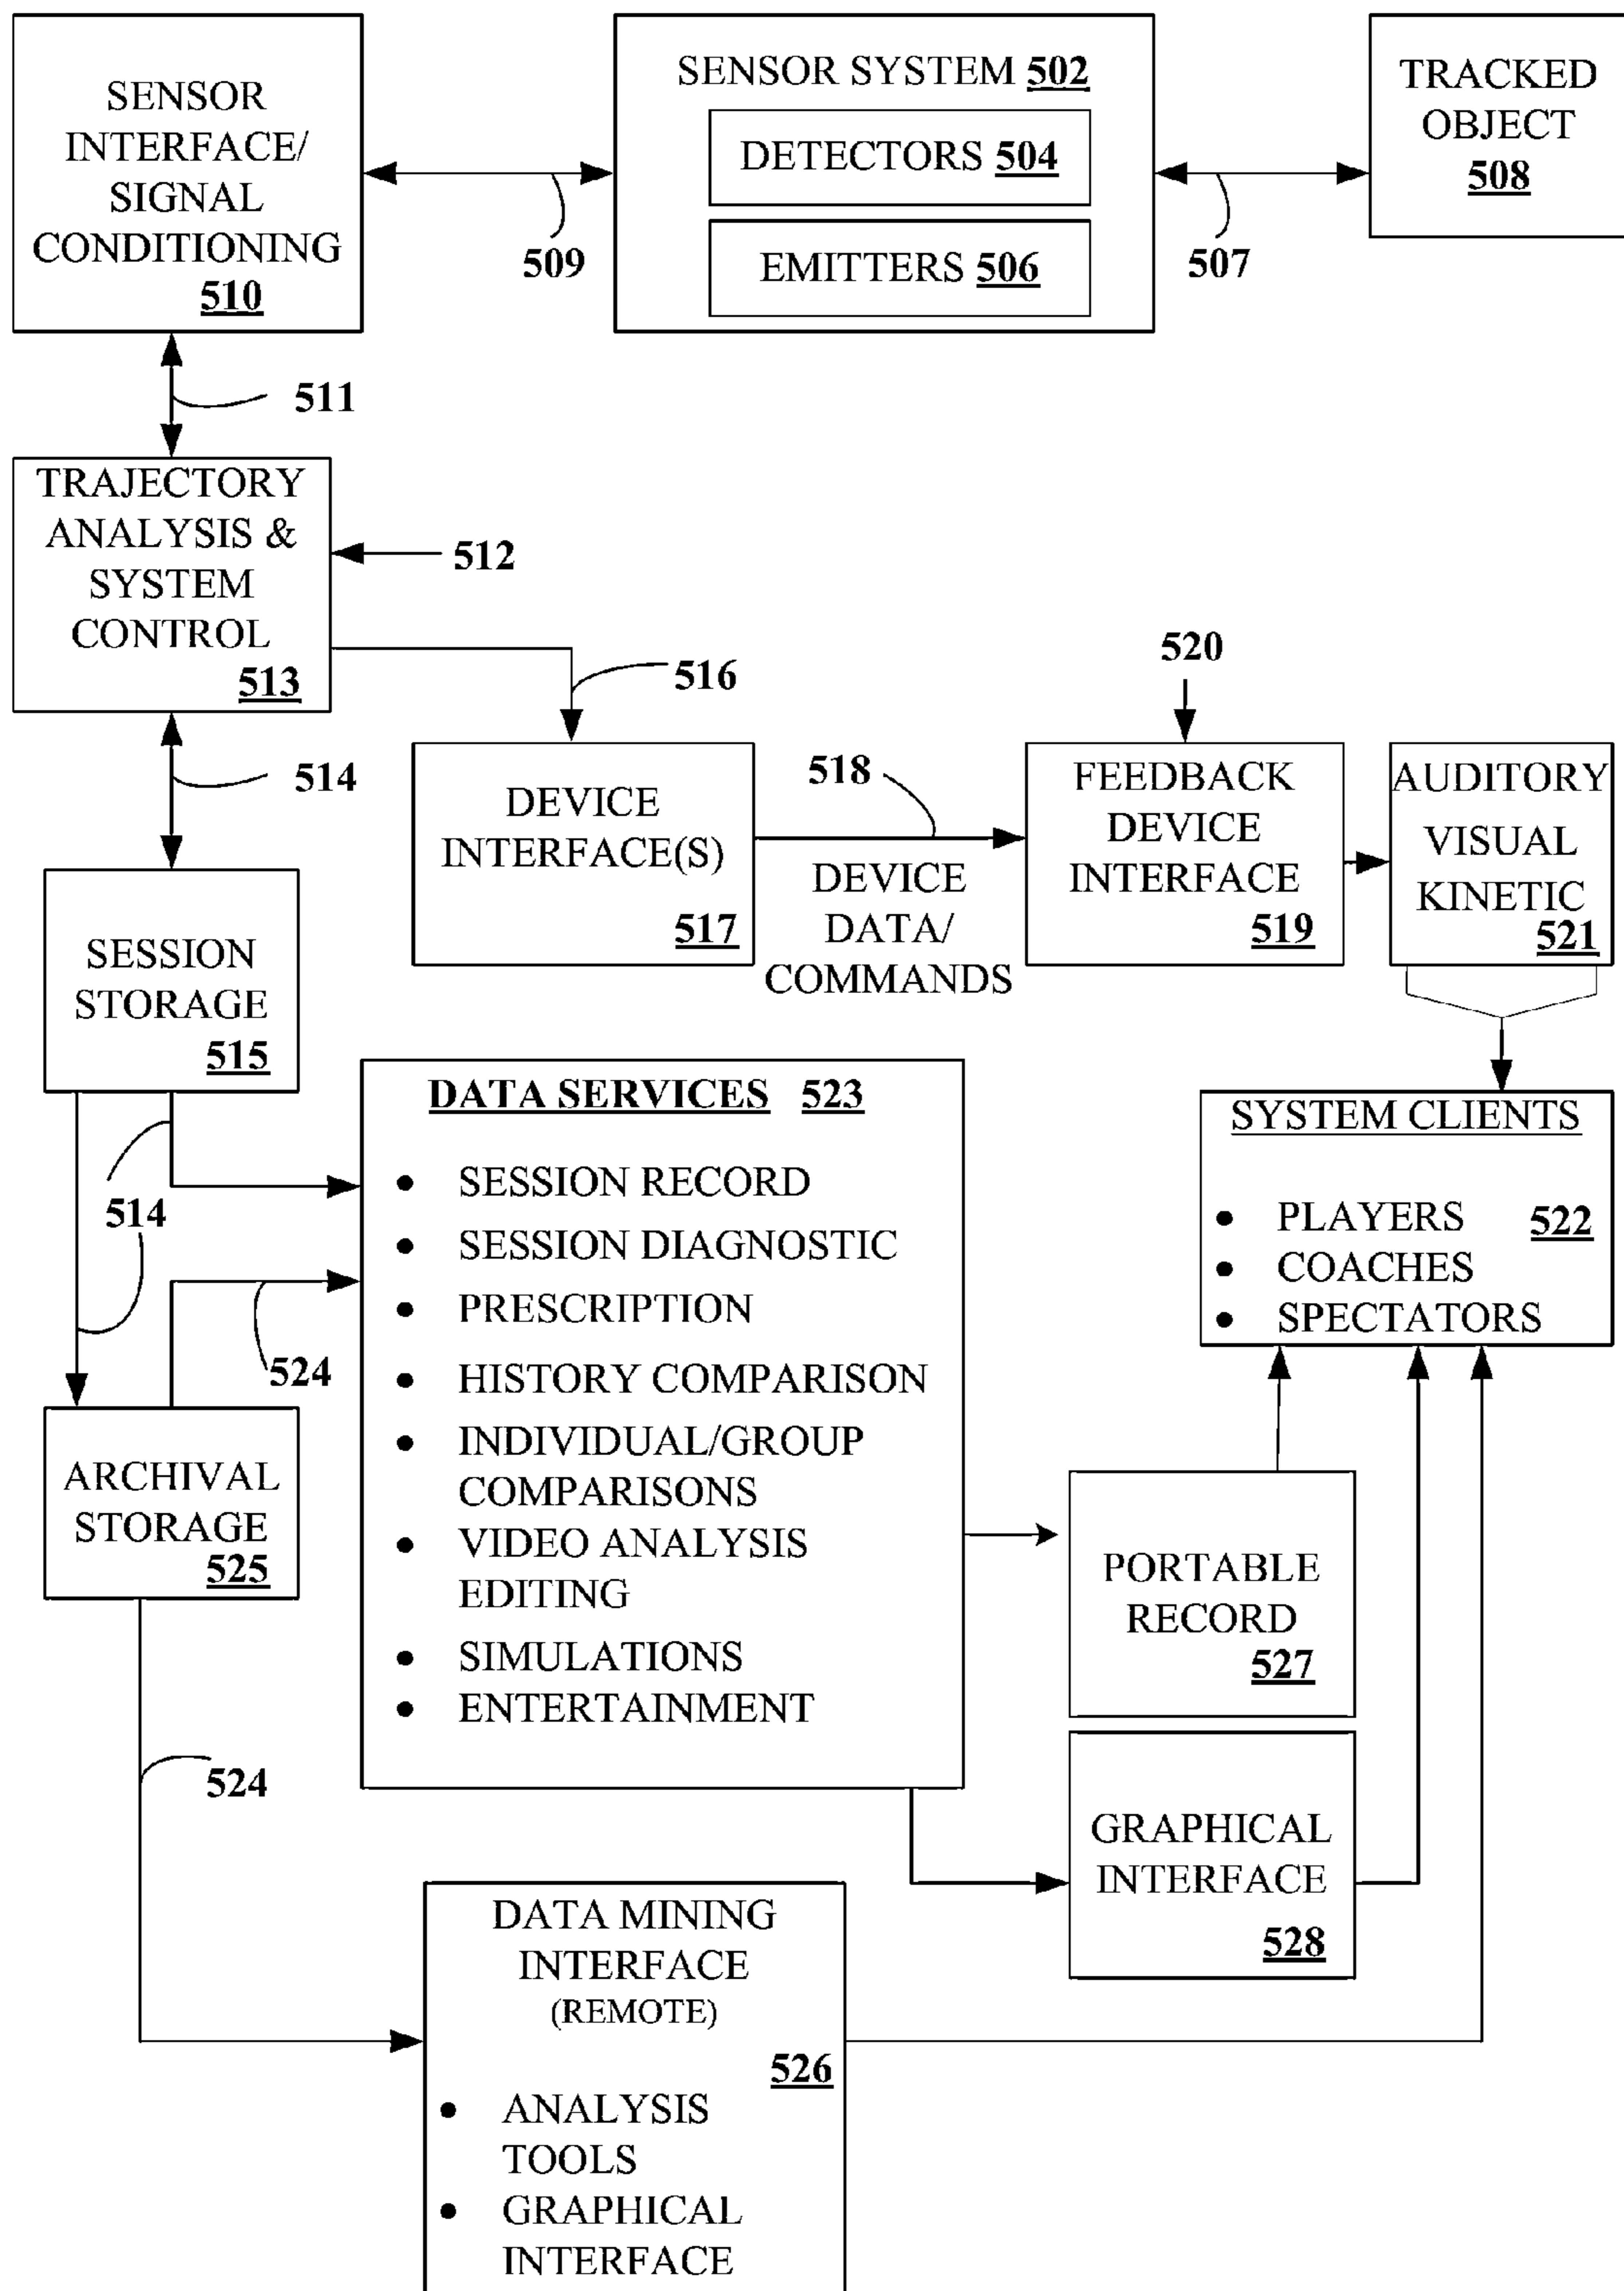 SENSOR
INTERFACE/
SIGNAL
CONDITIONING
510
509
SENSOR SYSTEM 502
DETECTORS 504
EMITTERS 506
507
TRACKED
OBJECT
508
511
TRAJECTORY
ANALYSIS &
SYSTEM
CONTROL
513
512
516
514
DEVICE
INTERFACE(S)
517
518
DEVICE
DATA/
COMMANDS
520
FEEDBACK
DEVICE
INTERFACE
519
AUDITORY
VISUAL
KINETIC
521
SESSION
STORAGE
515
514
524
ARCHIVAL
STORAGE
525
524
DATA SERVICES 523
• SESSION RECORD
• SESSION DIAGNOSTIC
• PRESCRIPTION
• HISTORY COMPARISON
• INDIVIDUAL/GROUP
COMPARISONS
• VIDEO ANALYSIS
EDITING
• SIMULATIONS
• ENTERTAINMENT
SYSTEM CLIENTS
• PLAYERS 522
• COACHES
• SPECTATORS
PORTABLE
RECORD
527
GRAPHICAL
INTERFACE
528
DATA MINING
INTERFACE
(REMOTE)
526
• ANALYSIS
TOOLS
• GRAPHICAL
INTERFACE